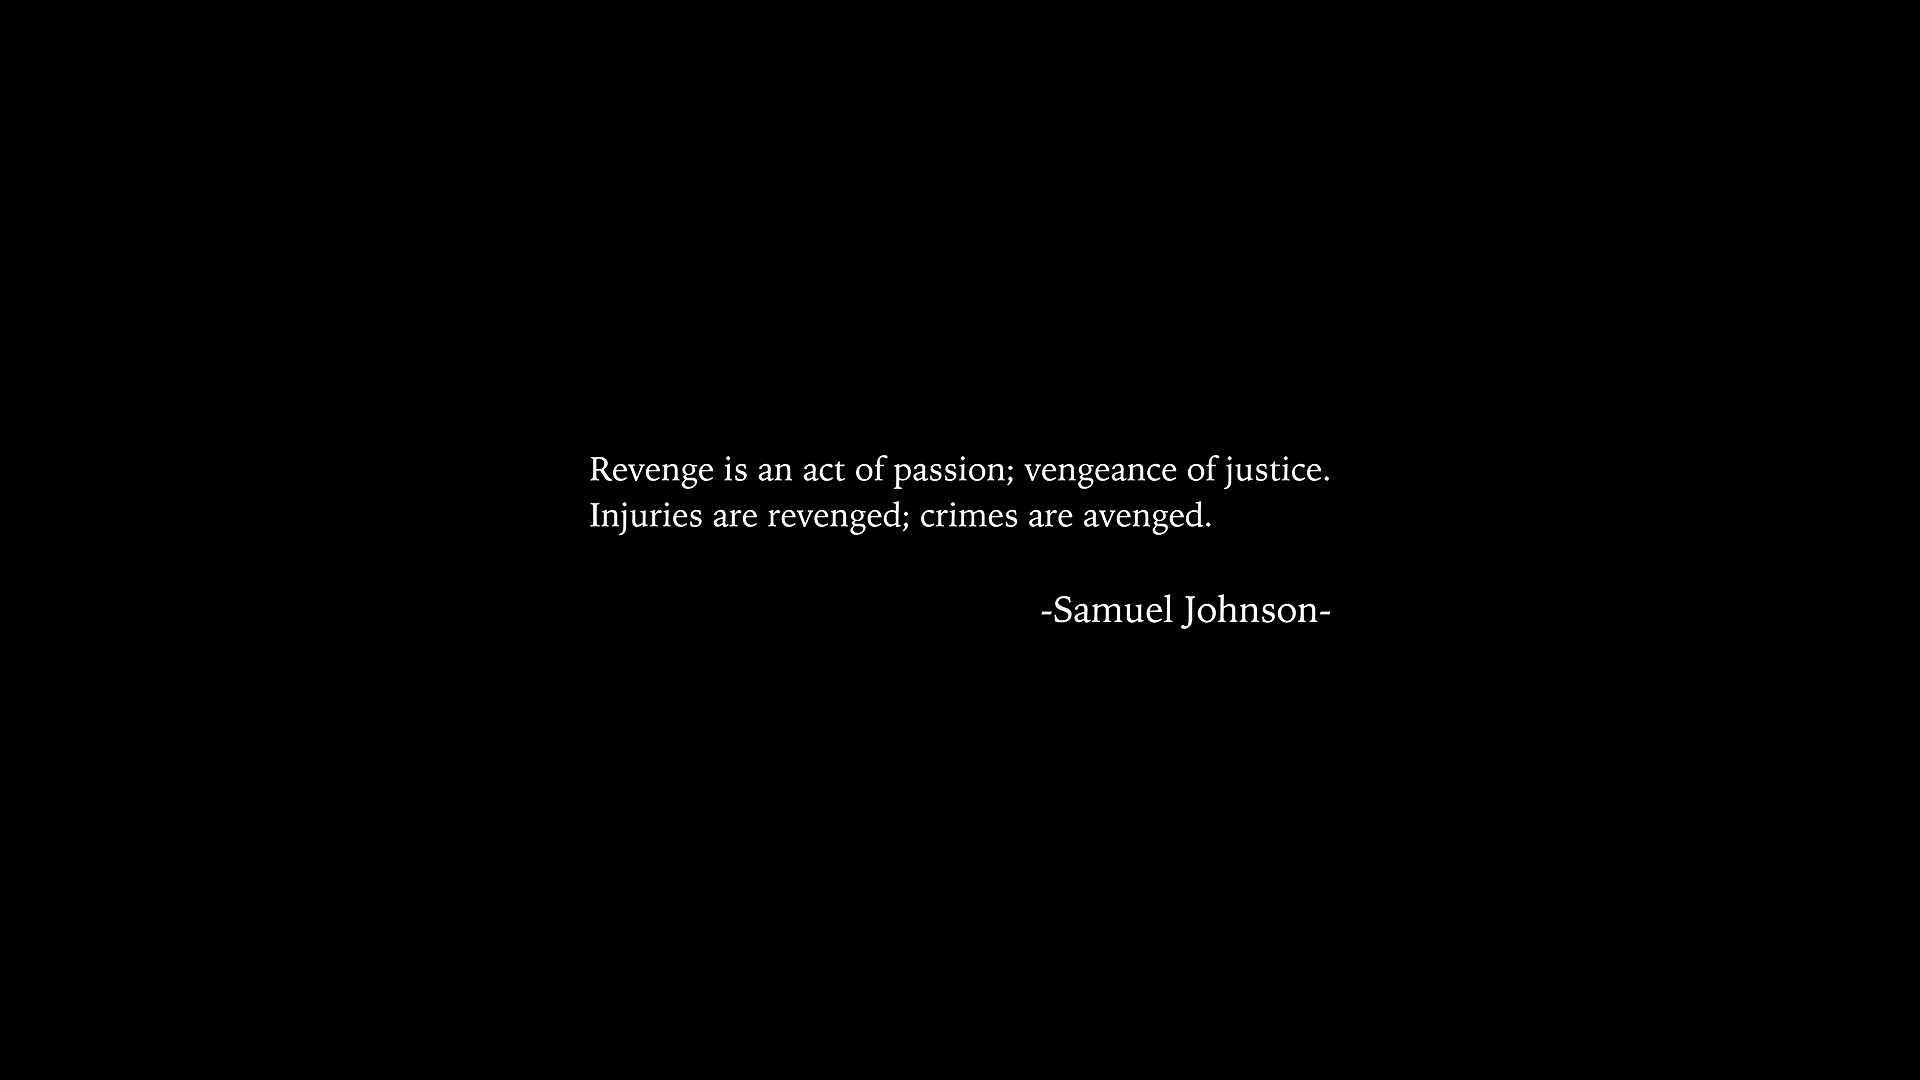 Revenge is an act of passion; vengeance of justice.
Injuries are revenged; crimes are avenged.
-Samuel Johnson-